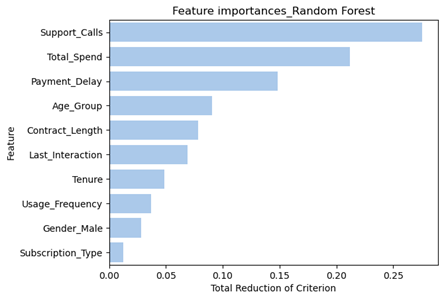 Feature importances_Random Forest
Support_Calls
Total_Spend
Payment_Delay
Age_Group
Contract_Length
Last_Interaction
Tenure
Usage_Frequency
Gender_Male
Subscription_Type
Feature
0.00 0.05 0.10 0.15 0.20 0.25
Total Reduction of Criterion